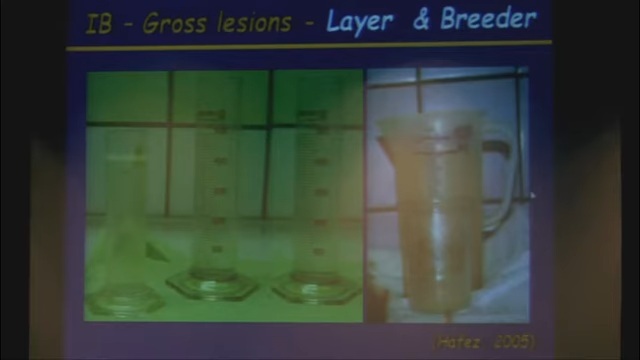 IB - Gross lesions - Layer & Breeder
(Hafez 2005)